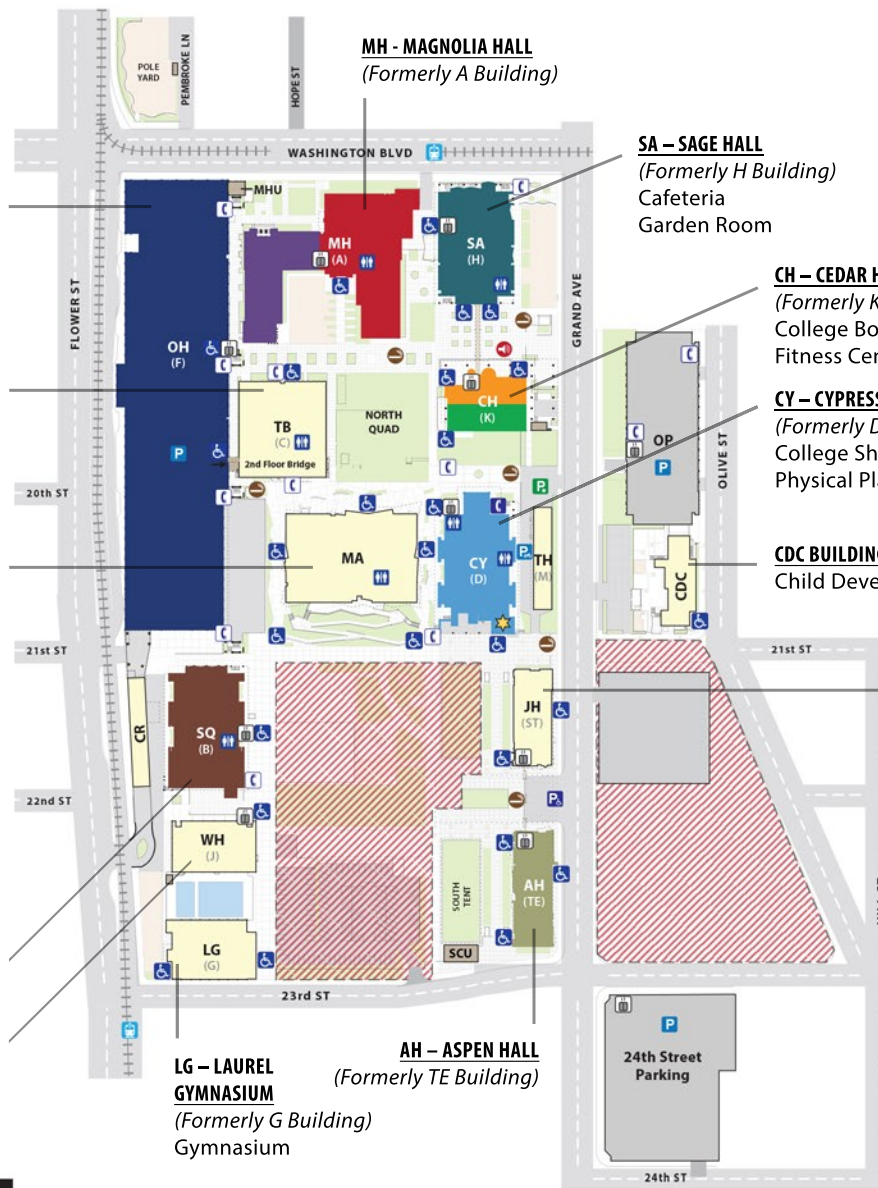 MH - MAGNOLIA HALL
(Formerly A Building)
POLE
YARD
PEMBROKE LN
HOPE ST
WASHINGTON BLVD
SA – SAGE HALL
(Formerly H Building)
Cafeteria
Garden Room
MHU
MH
(A)
SA
(H)
FLOWER ST
GRAND AVE
CH – CEDAR H
(Formerly K
College Bo
Fitness Cen
OH
(F)
CH
(K)
OP
P
OLIVE ST
CY – CYPRESS
(Formerly D
College Sh
Physical Pla
TB
(C)
NORTH
QUAD
P
2nd Floor Bridge
20th ST
P
MA
CY
(D)
P
TH
(M)
CDC BUILDING
Child Deve
CDC
21st ST
21st ST
CR
SQ
(B)
JH
(ST)
22nd ST
P
WH
(J)
SOUTH
TENT
AH
(TE)
LG
(G)
SCU
23rd ST
P
24th Street
Parking
LG – LAUREL
GYMNASIUM
(Formerly G Building)
Gymnasium
AH – ASPEN HALL
(Formerly TE Building)
24th ST